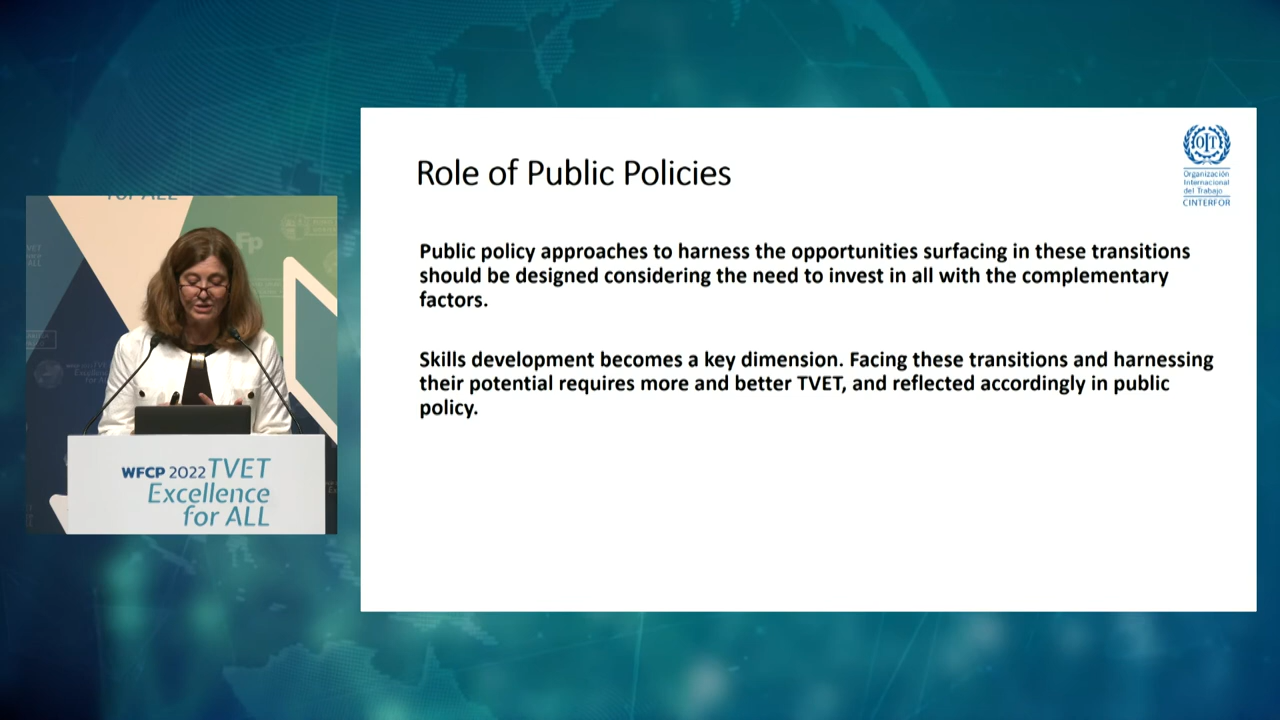 Role of Public Policies
OIT
Organización
Internacional
del Trabajo
CINTERFOR
Public policy approaches to harness the opportunities surfacing in these transitions
should be designed considering the need to invest in all with the complementary
factors.
Skills development becomes a key dimension. Facing these transitions and harnessing
their potential requires more and better TVET, and reflected accordingly in public
policy.
for ALL
Fp
WFCP 2022 TVET
Excellence
for ALL